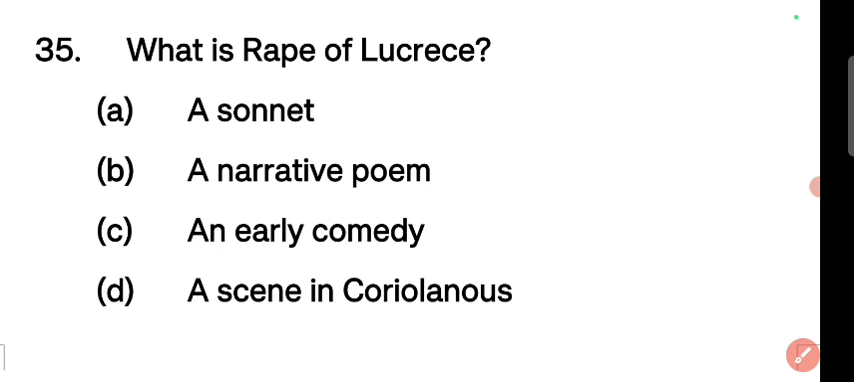 35. What is Rape of Lucrece?
(a) A sonnet
(b) A narrative poem
(c) An early comedy
(d) A scene in Coriolanous